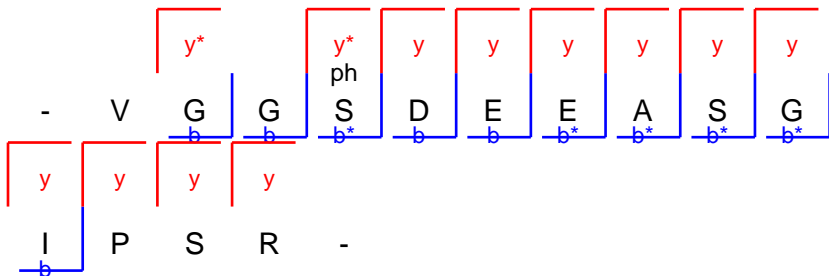 y* y* y y y y y y
ph
- V G G S D E E A S G
b b b* b b b* b* b* b*
y y y y
I P S R -
b